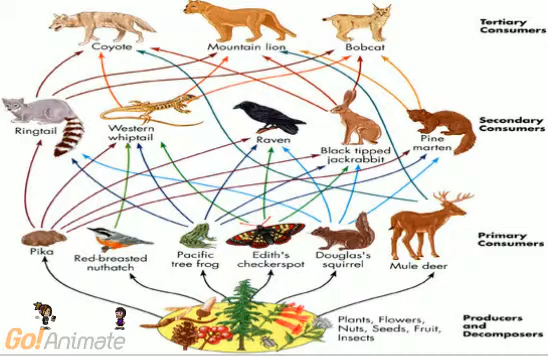 Coyote
Mountain lion
Bobcat
Tertiary
Consumers
Ringtail
Western
whiptail
Raven
Black tipped
jackrabbit
Pine
marten
Secondary
Consumers
Pika
Red-breasted
nuthatch
Pacific
tree frog
Edith's
checkerspot
Douglas's
squirrel
Mule deer
Primary
Consumers
Plants, Flowers,
Nuts, Seeds, Fruit,
Insects
Producers
and
Decomposers
Go!Animate